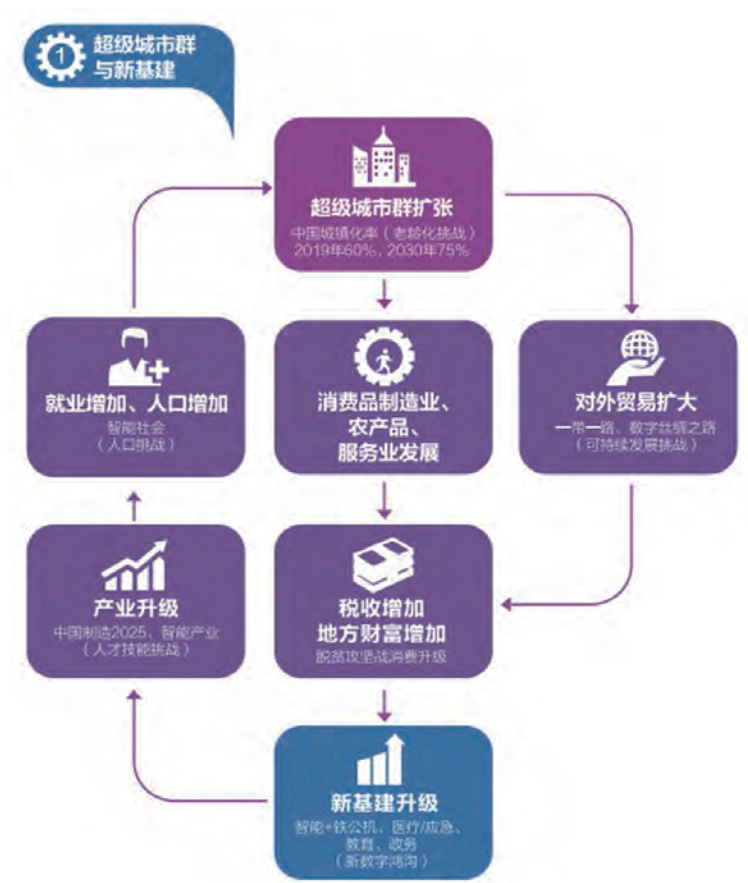 1
超级城市群
与新基建
超级城市群扩张
中国城镇化率（老龄化挑战）
2019年60%，2030年75%
就业增加、人口增加
智能社会
（人口挑战）
消费品制造业、
农产品、
服务业发展
对外贸易扩大
一带一路、数字丝绸之路
（可持续发展挑战）
产业升级
中国制造2025、智能产业
（人才技能挑战）
税收增加
地方财富增加
脱贫攻坚战消费升级
新基建升级
智能+铁公机、医疗/应急、
教育、政务
（新数字鸿沟）